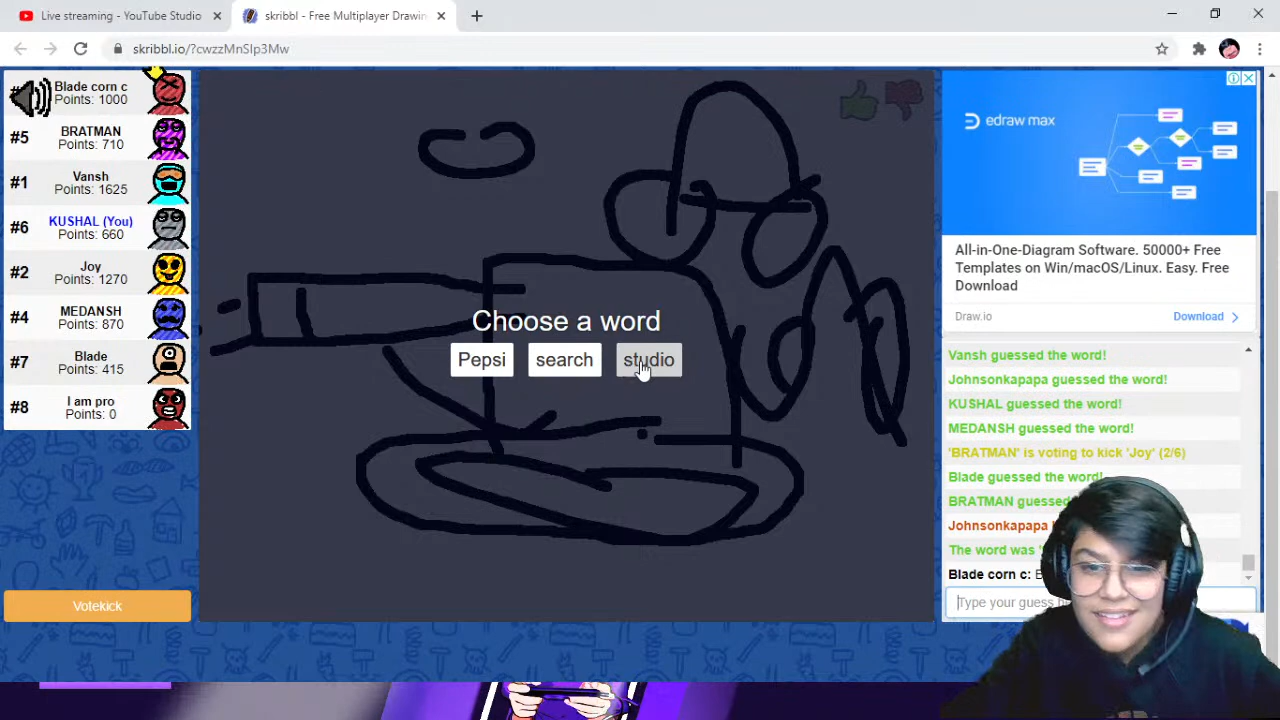 Live streaming - YouTube Studio
skribbl - Free Multiplayer Drawin
skribbl.io/?cwzzMnSIp3Mw
Blade corn c
Points: 1000
#5 BRATMAN
Points: 710
#1 Vansh
Points: 1625
#6 KUSHAL (You)
Points: 660
#2 Joy
Points: 1270
#4 MEDANSH
Points: 870
#7 Blade
Points: 415
#8 I am pro
Points: 0
Votekick
Choose a word
Pepsi search studio
edraw max
All-in-One-Diagram Software. 50000+ Free
Templates on Win/macOS/Linux. Easy. Free
Download
Draw.io Download
Vansh guessed the word!
Johnsonkapapa guessed the word!
KUSHAL guessed the word!
MEDANSH guessed the word!
'BRATMAN' is voting to kick 'Joy' (2/6)
Blade guessed the word!
BRATMAN guessed
Johnsonkapapa
The word was '
Blade corn c:
Type your guess